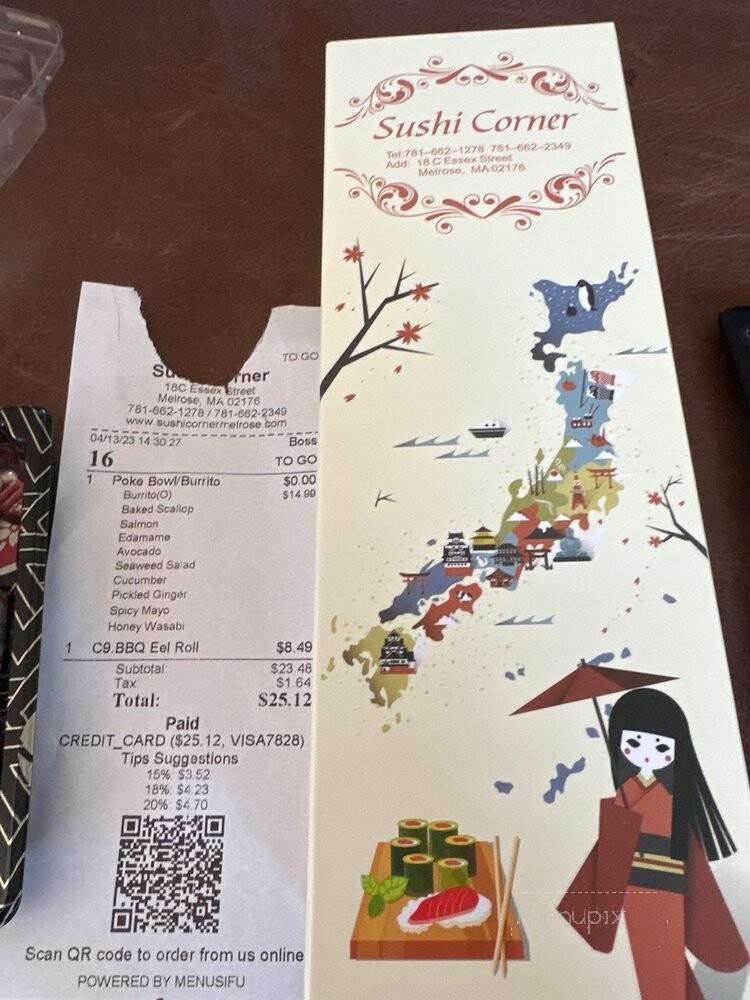 Sushi Corner
Tel:781-662-1278 781-662-2349
Add: 18 C Essex Street
Melrose, MA 02176
TO GO
18C Essex Street
Melrose, MA 02176
781-662-1278 / 781-662-2349
www.sushicornermelrose.com
04/13/23 14:30:27 Boss
16 TO GO
1 Poke Bowl/Burrito $0.00
Burrito(O) $14.99
Baked Scallop
Salmon
Edamame
Avocado
Seaweed Salad
Cucumber
Pickled Ginger
Spicy Mayo
Honey Wasabi
1 C9.BBQ Eel Roll $8.49
Subtotal: $23.48
Tax: $1.64
Total: $25.12
Paid
CREDIT_CARD ($25.12, VISA7828)
Tips Suggestions
15%: $3.52
18%: $4.23
20%: $4.70
Scan QR code to order from us online
POWERED BY MENUSIFU